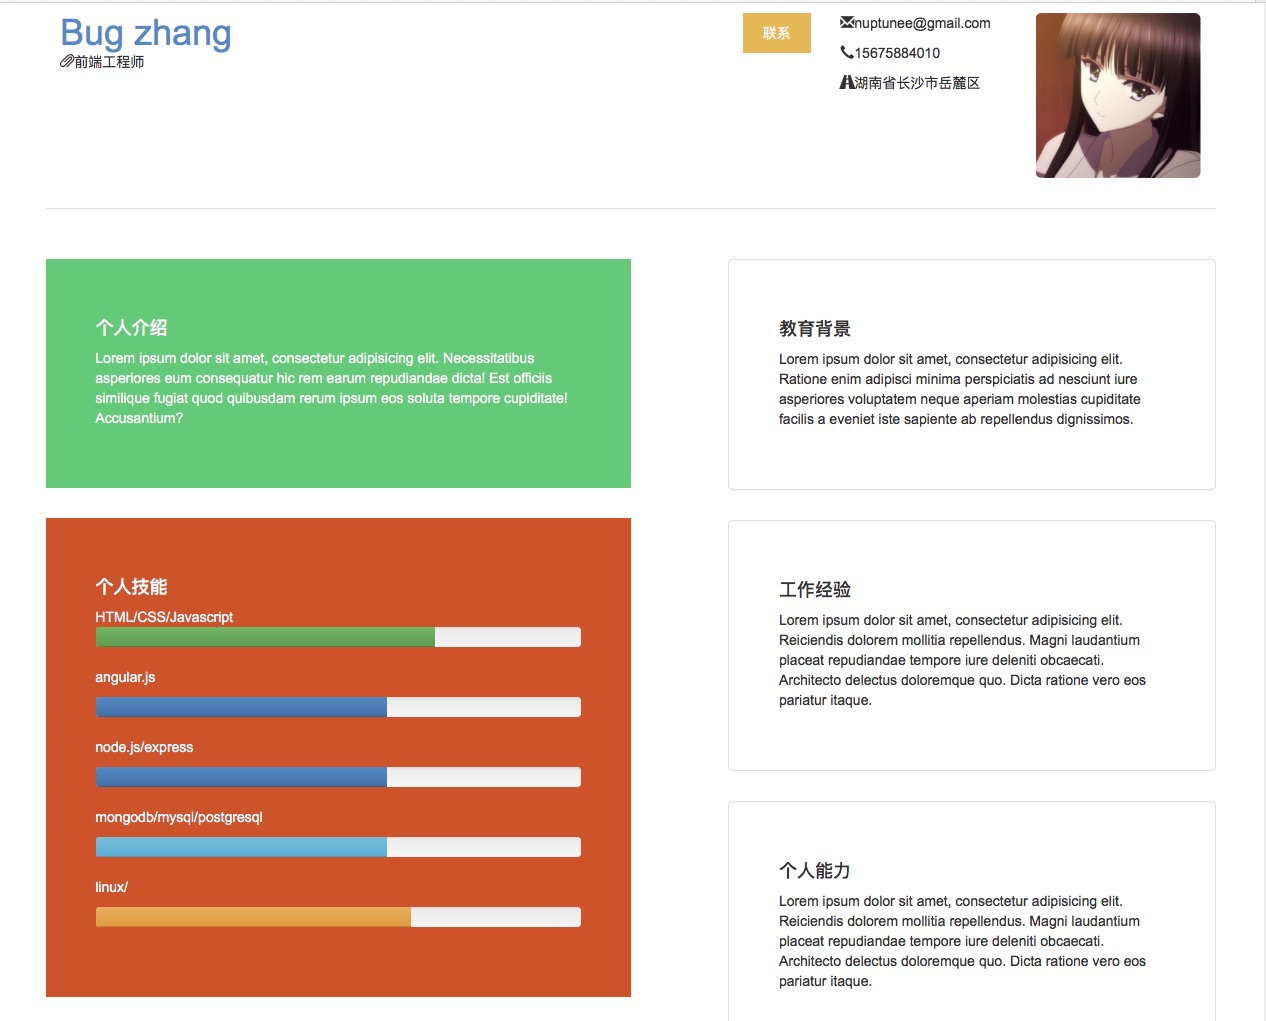 Bug zhang
前端工程师
联系
nuptunee@gmail.com
15675884010
湖南省长沙市岳麓区
个人介绍
Lorem ipsum dolor sit amet, consectetur adipisicing elit. Necessitatibus
asperiores eum consequatur hic rem earum repudiandae dicta! Est officiis
similique fugiat quod quibusdam rerum ipsum eos soluta tempore cupiditate!
Accusantium?
个人技能
HTML/CSS/Javascript
angular.js
node.js/express
mongodb/mysql/postgresql
linux/
教育背景
Lorem ipsum dolor sit amet, consectetur adipisicing elit.
Ratione enim adipisci minima perspiciatis ad nesciunt iure
asperiores voluptatem neque aperiam molestias cupiditate
facilis a eveniet iste sapiente ab repellendus dignissimos.
工作经验
Lorem ipsum dolor sit amet, consectetur adipisicing elit.
Reiciendis dolorem mollitia repellendus. Magni laudantium
placeat repudiandae tempore iure deleniti obcaecati.
Architecto delectus doloremque quo. Dicta ratione vero eos
pariatur itaque.
个人能力
Lorem ipsum dolor sit amet, consectetur adipisicing elit.
Reiciendis dolorem mollitia repellendus. Magni laudantium
placeat repudiandae tempore iure deleniti obcaecati.
Architecto delectus doloremque quo. Dicta ratione vero eos
pariatur itaque.